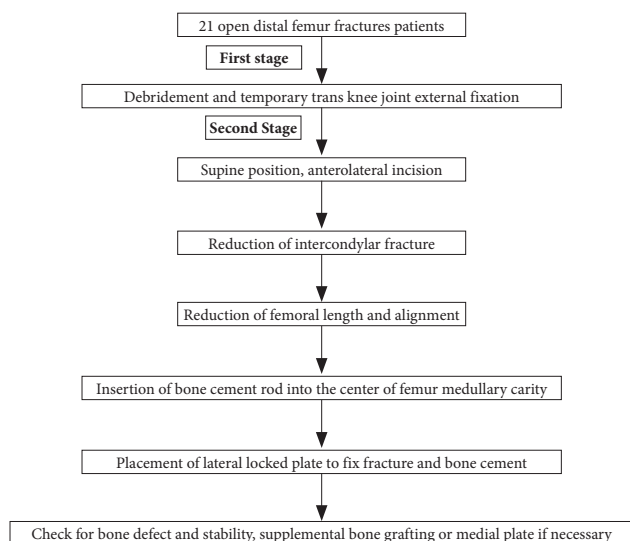 21 open distal femur fractures patients
First stage
Debridement and temporary trans knee joint external fixation
Second Stage
Supine position, anterolateral incision
Reduction of intercondylar fracture
Reduction of femoral length and alignment
Insertion of bone cement rod into the center of femur medullary carity
Placement of lateral locked plate to fix fracture and bone cement
Check for bone defect and stability, supplemental bone grafting or medial plate if necessary